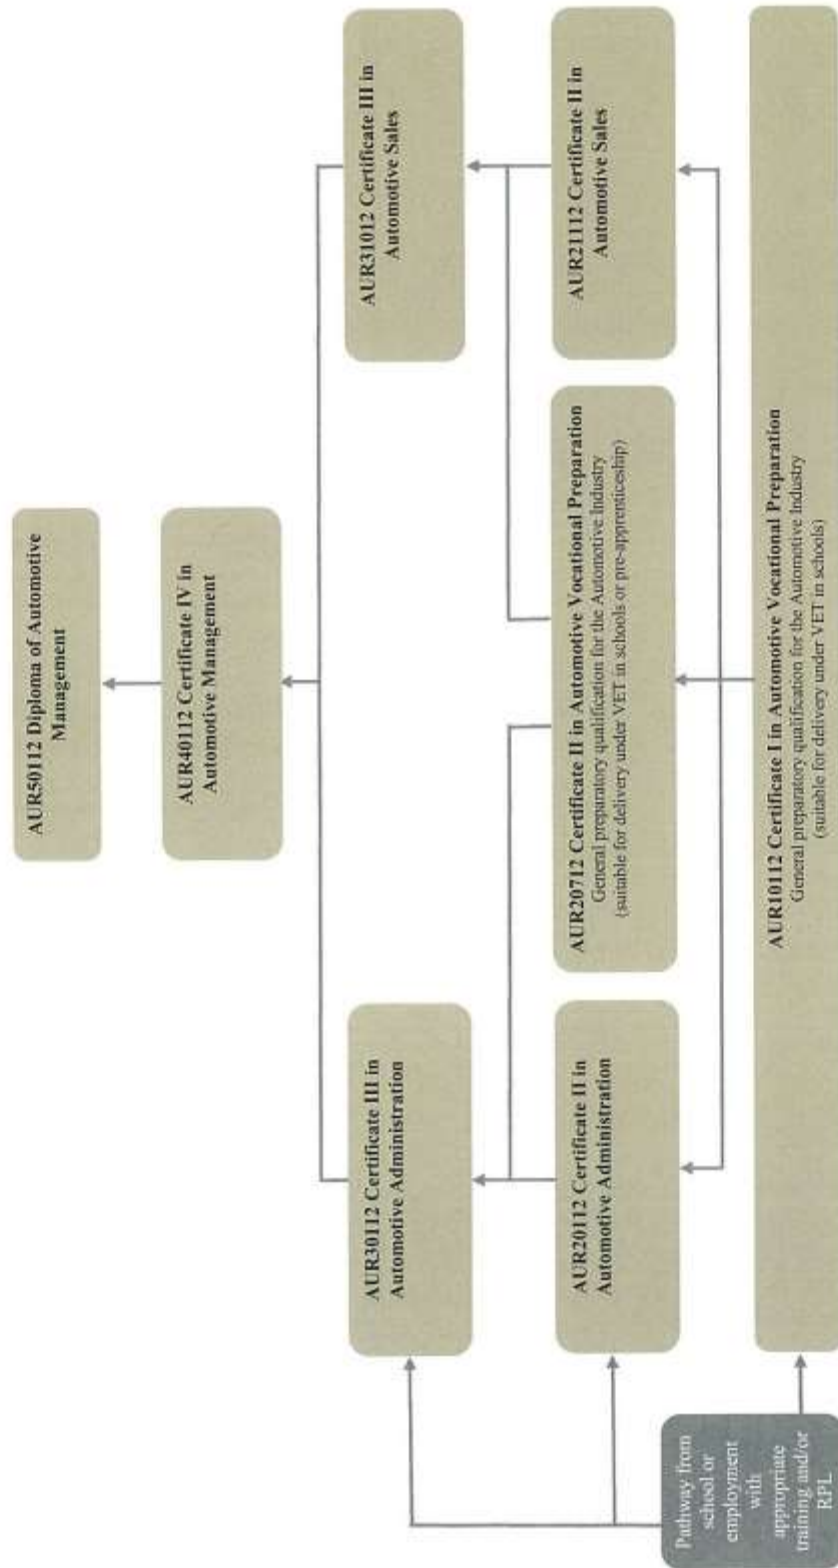 AUR50112 Diploma of Automotive
Management
AUR40112 Certificate IV in
Automotive Management
AUR30112 Certificate III in
Automotive Administration
AUR31012 Certificate III in
Automotive Sales
AUR20112 Certificate II in
Automotive Administration
AUR20712 Certificate II in Automotive Vocational Preparation
General preparatory qualification for the Automotive Industry
(suitable for delivery under VET in schools or pre-apprenticeship)
AUR21112 Certificate II in
Automotive Sales
Pathway from
school or
employment
with
appropriate
training and/or
RPL
AUR10112 Certificate I in Automotive Vocational Preparation
General preparatory qualification for the Automotive Industry
(suitable for delivery under VET in schools)